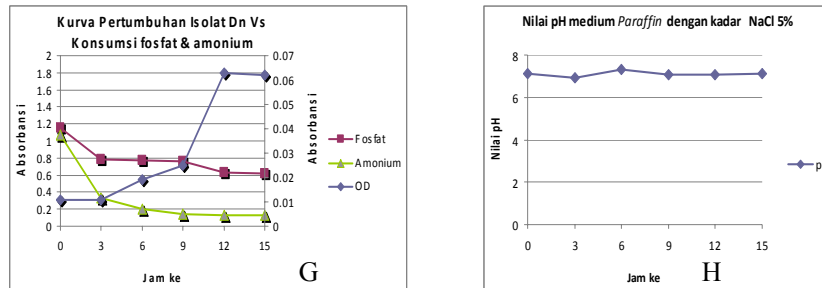 Kurva Pertumbuhan Isolat Dn Vs
Konsumsi fosfat & amonium
2
1.8
1.6
1.4
1.2
1
0.8
0.6
0.4
0.2
0
Absorbansi
0.07
0.06
0.05
0.04
0.03
0.02
0.01
0
Absorbansi
Fosfat
Amonium
OD
0 3 6 9 12 15
Jam ke
G
Nilai pH medium Paraffin dengan kadar NaCl 5%
8
6
4
2
0
Nilai pH
p
0 3 6 9 12 15
Jam ke
H